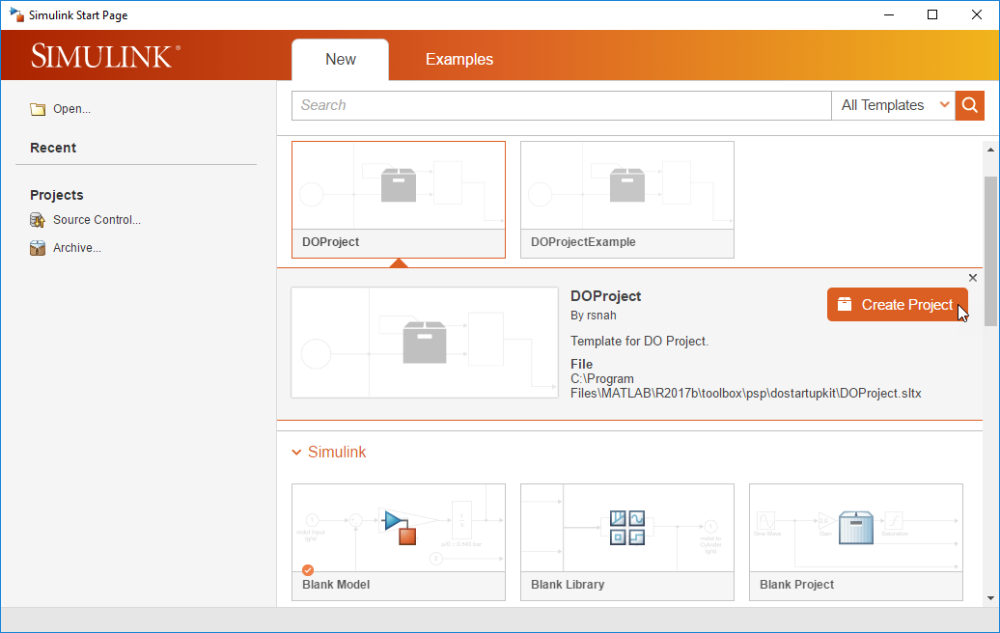 Simulink Start Page
SIMULINK®
New
Examples
Open...
Recent
Projects
Source Control...
Archive...
Search
All Templates
DOProject
DOProjectExample
DOProject
By rsnah
Create Project
Template for DO Project.
File
C:\Program
Files\MATLAB\R2017b\toolbox\psp\dostartupkit\DOProject.sltx
Simulink
Blank Model
Blank Library
Blank Project